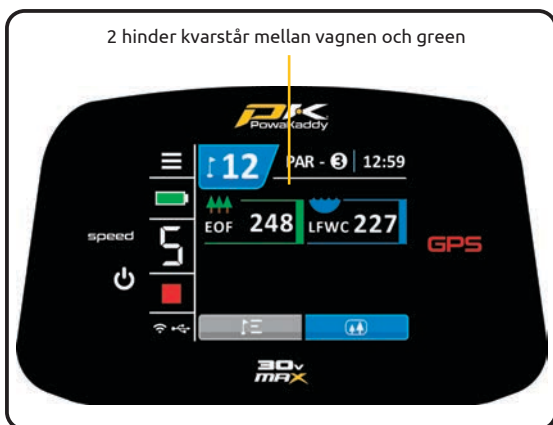 2 hinder kvarstår mellan vagnen och green
PowaKaddy
12 PAR - 3 12:59
EOF 248 LFWC 227
speed 5
GPS
30v
MAX